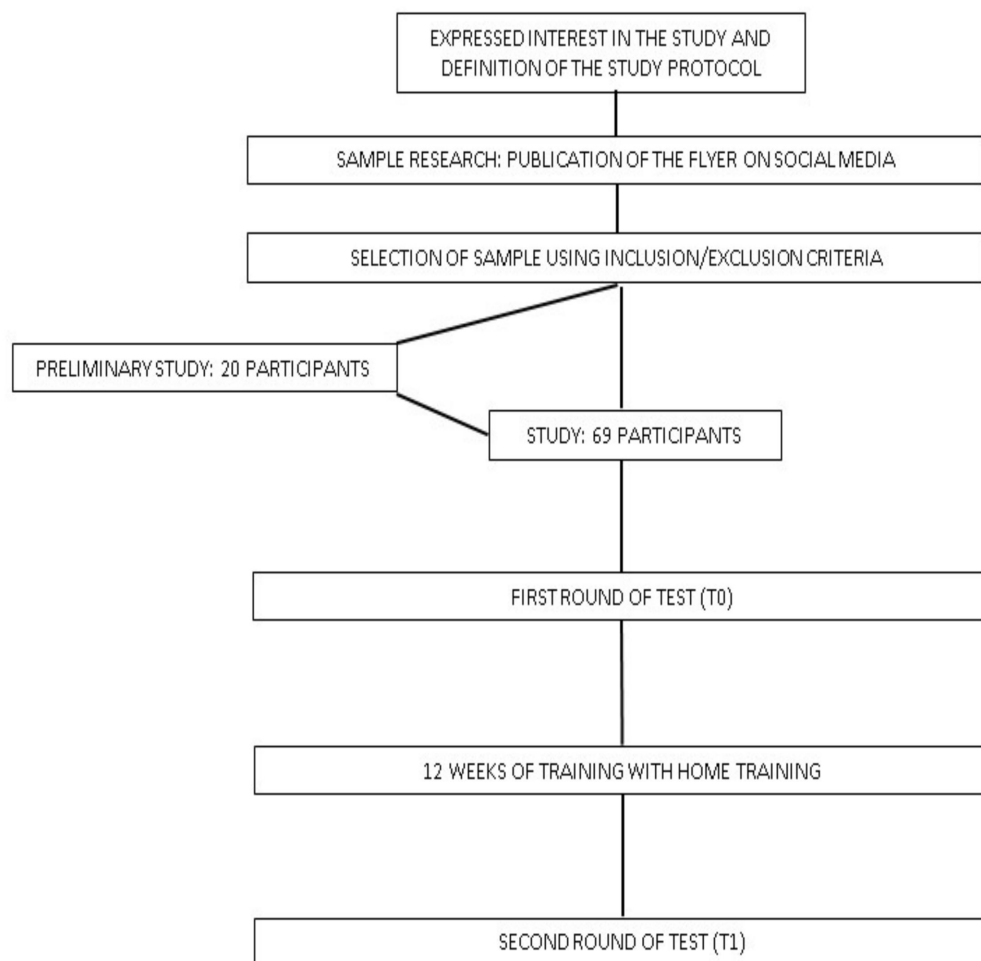 EXPRESSED INTEREST IN THE STUDY AND
DEFINITION OF THE STUDY PROTOCOL
SAMPLE RESEARCH: PUBLICATION OF THE FLYER ON SOCIAL MEDIA
SELECTION OF SAMPLE USING INCLUSION/EXCLUSION CRITERIA
PRELIMINARY STUDY: 20 PARTICIPANTS
STUDY: 69 PARTICIPANTS
FIRST ROUND OF TEST (T0)
12 WEEKS OF TRAINING WITH HOME TRAINING
SECOND ROUND OF TEST (T1)